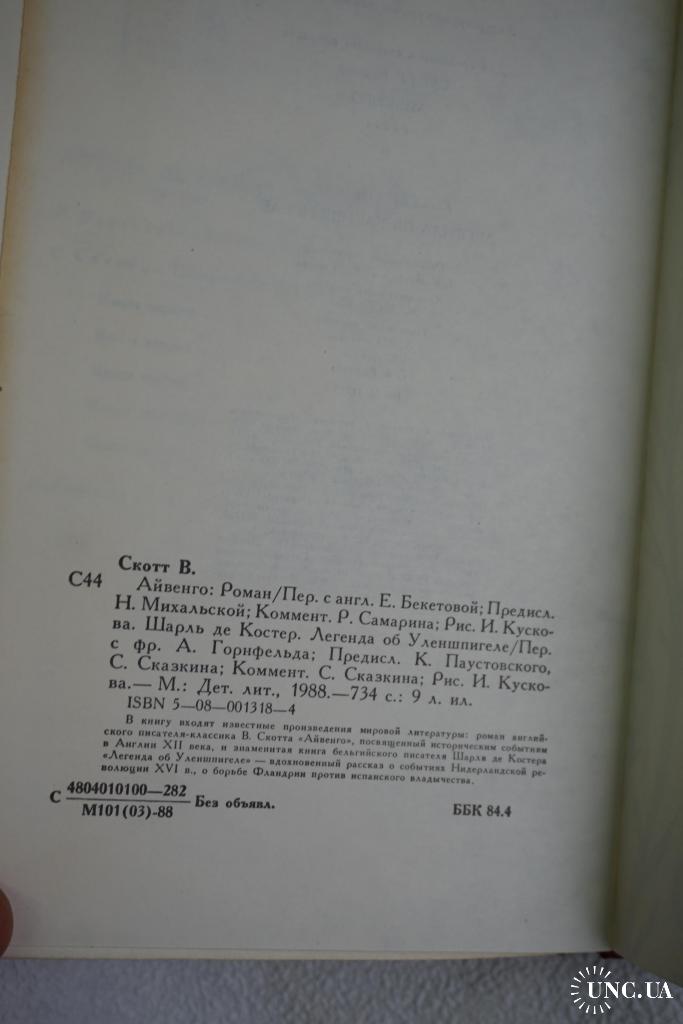 Скотт В.
С44 Айвенго: Роман/Пер. с англ. Е. Бекетовой; Предисл.
Н. Михальской; Коммент. Р. Самарина; Рис. И. Куско-
ва. Шарль де Костер. Легенда об Уленшпигеле/Пер.
с фр. А. Горнфельда; Предисл. К. Паустовского,
С. Сказкина; Коммент. С. Сказкина; Рис. И. Куско-
ва.— М.: Дет. лит., 1988.—734 с.: 9 л. ил.
ISBN 5—08—001318—4
В книгу входят известные произведения мировой литературы: роман англий-
ского писателя-классика В. Скотта «Айвенго», посвященный историческим событиям
в Англии XII века, и знаменитая книга бельгийского писателя Шарля де Костера
«Легенда об Уленшпигеле» — вдохновенный рассказ о событиях Нидерландской ре-
волюции XVI в., о борьбе Фландрии против испанского владычества.
С 4804010100—282 Без объявл. ББК 84.4
М101(03)-88
UNC.UA